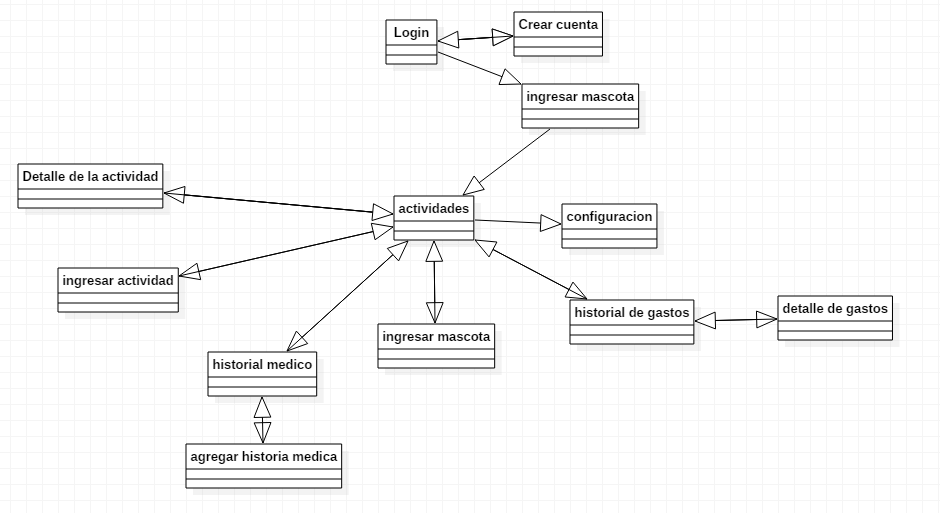 Login
Crear cuenta
ingresar mascota
Detalle de la actividad
actividades
configuracion
ingresar actividad
historial de gastos
detalle de gastos
ingresar mascota
historial medico
agregar historia medica